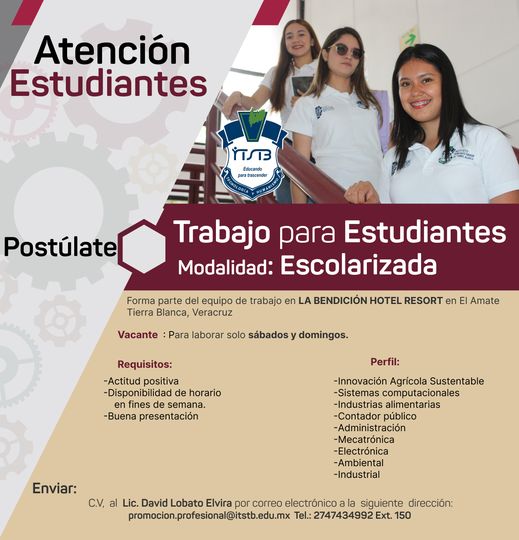 Atención
Estudiantes
ITSTB
Educando
para trascender
TECNOLOGÍA Y HUMANISMO
Postúlate
Trabajo para Estudiantes
Modalidad: Escolarizada
Forma parte del equipo de trabajo en LA BENDICIÓN HOTEL RESORT en El Amate
Tierra Blanca, Veracruz
Vacante : Para laborar solo sábados y domingos.
Requisitos:
-Actitud positiva
-Disponibilidad de horario
en fines de semana.
-Buena presentación
Perfil:
-Innovación Agrícola Sustentable
-Sistemas computacionales
-Industrias alimentarias
-Contador público
-Administración
-Mecatrónica
-Electrónica
-Ambiental
-Industrial
Enviar:
C.V, al Lic. David Lobato Elvira por correo electrónico a la siguiente dirección:
promocion.profesional@itstb.edu.mx Tel.: 2747434992 Ext. 150